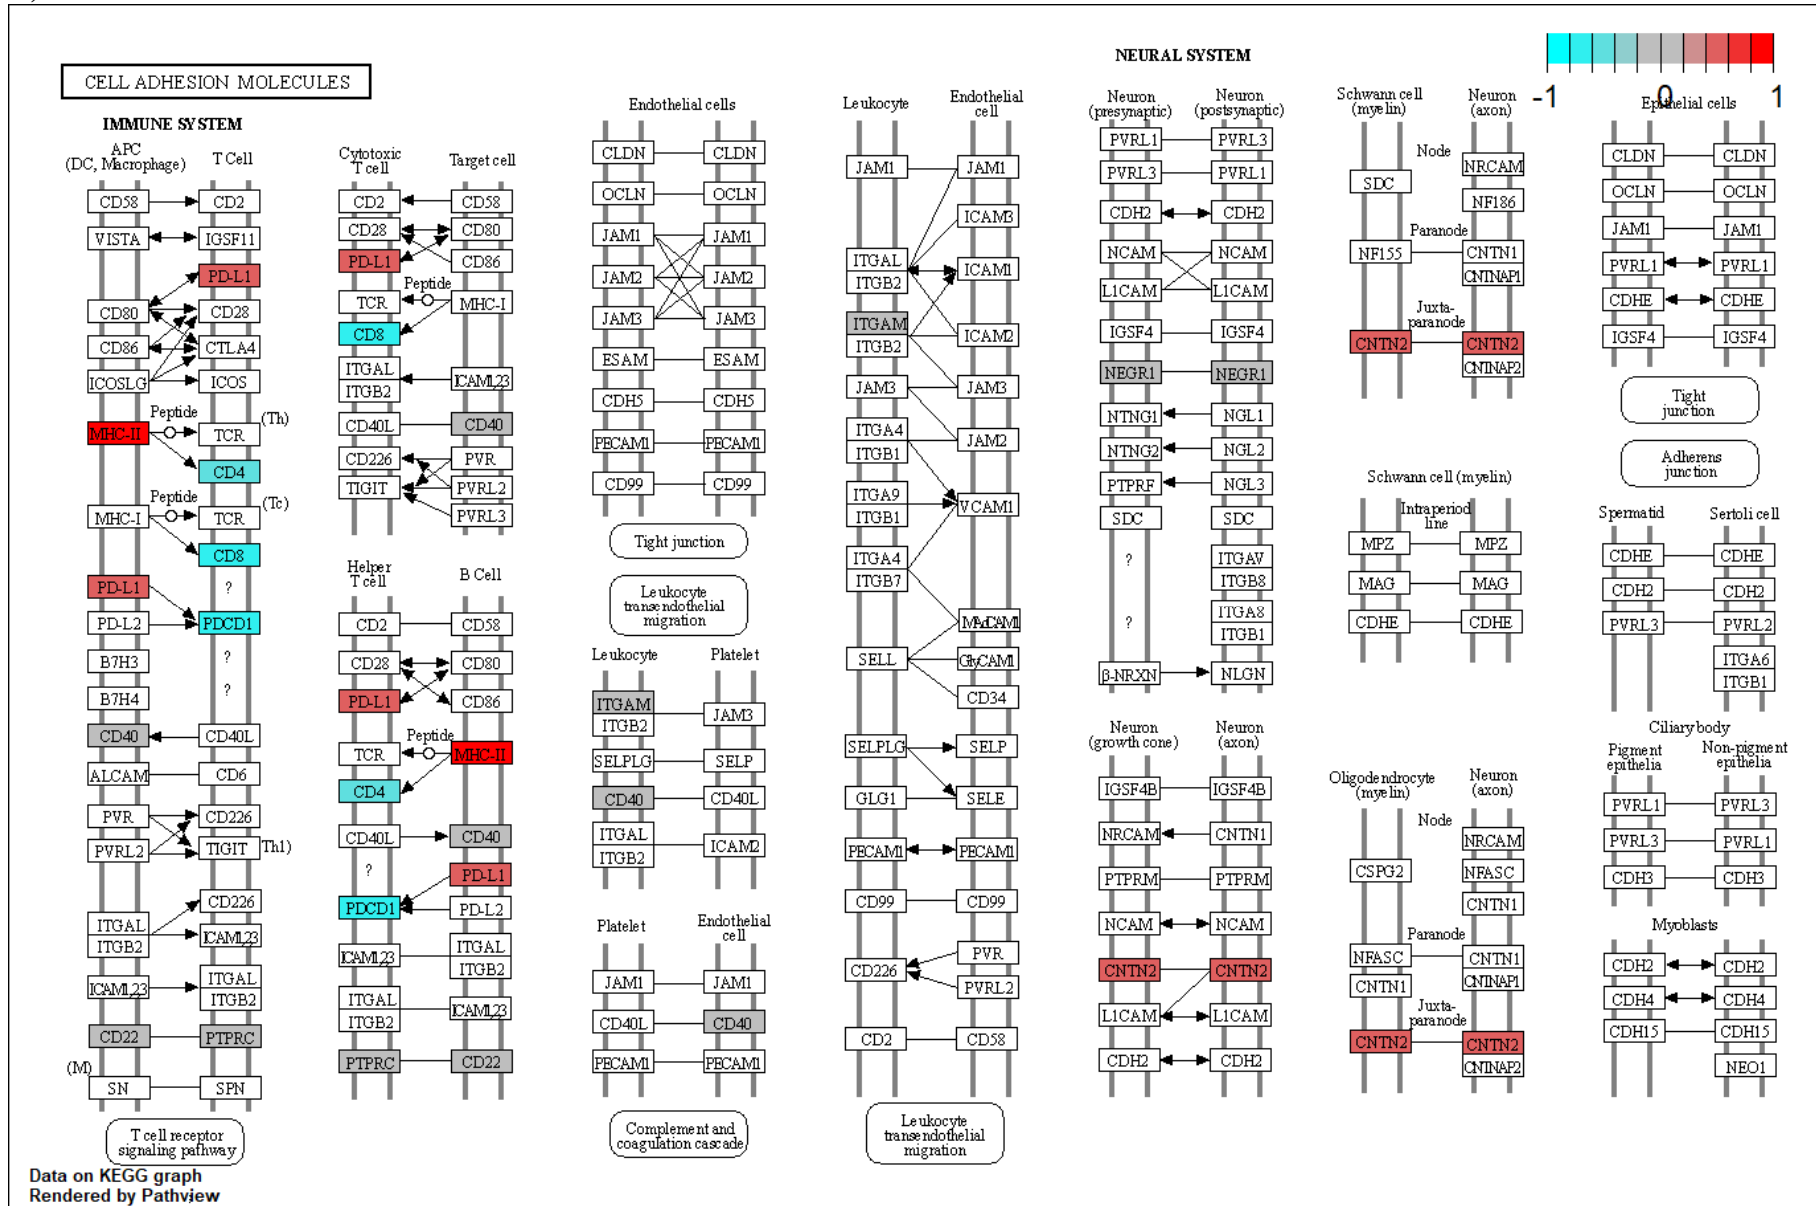 CELL ADHESION MOLECULES
IMMUNE SYSTEM
NEURAL SYSTEM
-1
0
1
APC
(DC, Macrophage)
T Cell
CD58
CD2
VISTA
IGSF11
PD-L1
CD80
CD28
CD86
CTLA4
ICOSLG
ICOS
Peptide
(Th)
MHC-II
TCR
CD4
Peptide
(Tc)
MHC-I
TCR
CD8
PD-L1
?
PD-L2
PDCD1
B7H3
?
B7H4
?
CD40
CD40L
ALCAM
CD6
PVR
CD226
PVRL2
TIGIT
Th1)
CD226
ITGAL
ITGB2
ICAM1,2,3
ICAM1,2,3
ITGAL
ITGB2
CD22
PTPRC
(M)
SN
SPN
T cell receptor
signaling pathway
Data on KEGG graph
Rendered by Pathview
Cytotoxic
T cell
Target cell
CD2
CD58
CD28
CD80
PD-L1
CD86
Peptide
TCR
MHC-I
CD8
ITGAL
ITGB2
ICAM1,2,3
CD40L
CD40
CD226
PVR
TIGIT
PVRL2
PVRL3
Helper
T cell
B Cell
CD2
CD58
CD28
CD80
PD-L1
CD86
Peptide
TCR
MHC-II
CD4
CD40L
CD40
?
PD-L1
PDCD1
PD-L2
ICAM1,2,3
ITGAL
ITGB2
ITGAL
ITGB2
ICAM1,2,3
PTPRC
CD22
Endothelial cells
CLDN
CLDN
OCLN
OCLN
JAM1
JAM1
JAM2
JAM2
JAM3
JAM3
ESAM
ESAM
CDH5
CDH5
PECAM1
PECAM1
CD99
CD99
Tight junction
Leukocyte
transendothelial
migration
Leukocyte
Platelet
ITGAM
ITGB2
JAM3
SELPLG
SELP
CD40
CD40L
ITGAL
ITGB2
ICAM2
Platelet
Endothelial
cell
JAM1
JAM1
CD40L
CD40
PECAM1
PECAM1
Complement and
coagulation cascade
Leukocyte
Endothelial
cell
JAM1
JAM1
ICAM3
ITGAL
ITGB2
ICAM1
ITGAM
ITGB2
ICAM2
JAM3
JAM3
ITGA4
ITGB1
JAM2
ITGA9
ITGB1
VCAM1
ITGA4
ITGB7
MAdCAM1
SELL
GlyCAM1
CD34
SELPLG
SELP
GLG1
SELE
PECAM1
PECAM1
CD99
CD99
CD226
PVR
PVRL2
CD2
CD58
Leukocyte
transendothelial
migration
Neuron
(presynaptic)
Neuron
(postsynaptic)
PVRL1
PVRL3
PVRL3
PVRL1
CDH2
CDH2
NCAM
NCAM
L1CAM
L1CAM
IGSF4
IGSF4
NEGR1
NEGR1
NTNG1
NGL1
NTNG2
NGL2
PTPRF
NGL3
SDC
SDC
?
ITGAV
ITGB8
?
ITGA8
ITGB1
β-NRXN
NLGN
Neuron
(growth cone)
Neuron
(axon)
IGSF4B
IGSF4B
NRCAM
CNTN1
PTPRM
PTPRM
NCAM
NCAM
CNTN2
CNTN2
L1CAM
L1CAM
CDH2
CDH2
Schwann cell
(myelin)
Neuron
(axon)
Node
SDC
NRCAM
NF186
Paranode
NF155
CNTN1
CNTNAP1
Juxta-
paranode
CNTN2
CNTN2
CNTNAP2
Schwann cell (myelin)
Intraperiod
line
MPZ
MPZ
MAG
MAG
CDHE
CDHE
Oligodendrocyte
(myelin)
Neuron
(axon)
Node
NRCAM
CSPG2
NFASC
CNTN1
Paranode
NFASC
CNTN1
CNTN1
CNTNAP1
Juxta-
paranode
CNTN2
CNTN2
CNTNAP2
Epithelial cells
CLDN
CLDN
OCLN
OCLN
JAM1
JAM1
PVRL1
PVRL1
CDHE
CDHE
IGSF4
IGSF4
Tight
junction
Adherens
junction
Spermatid
Sertoli cell
CDHE
CDHE
CDH2
CDH2
PVRL3
PVRL2
ITGA6
ITGB1
Ciliary body
Pigment
epithelia
Non-pigment
epithelia
PVRL1
PVRL3
PVRL3
PVRL1
CDH3
CDH3
Myoblasts
CDH2
CDH2
CDH4
CDH4
CDH15
CDH15
NEO1